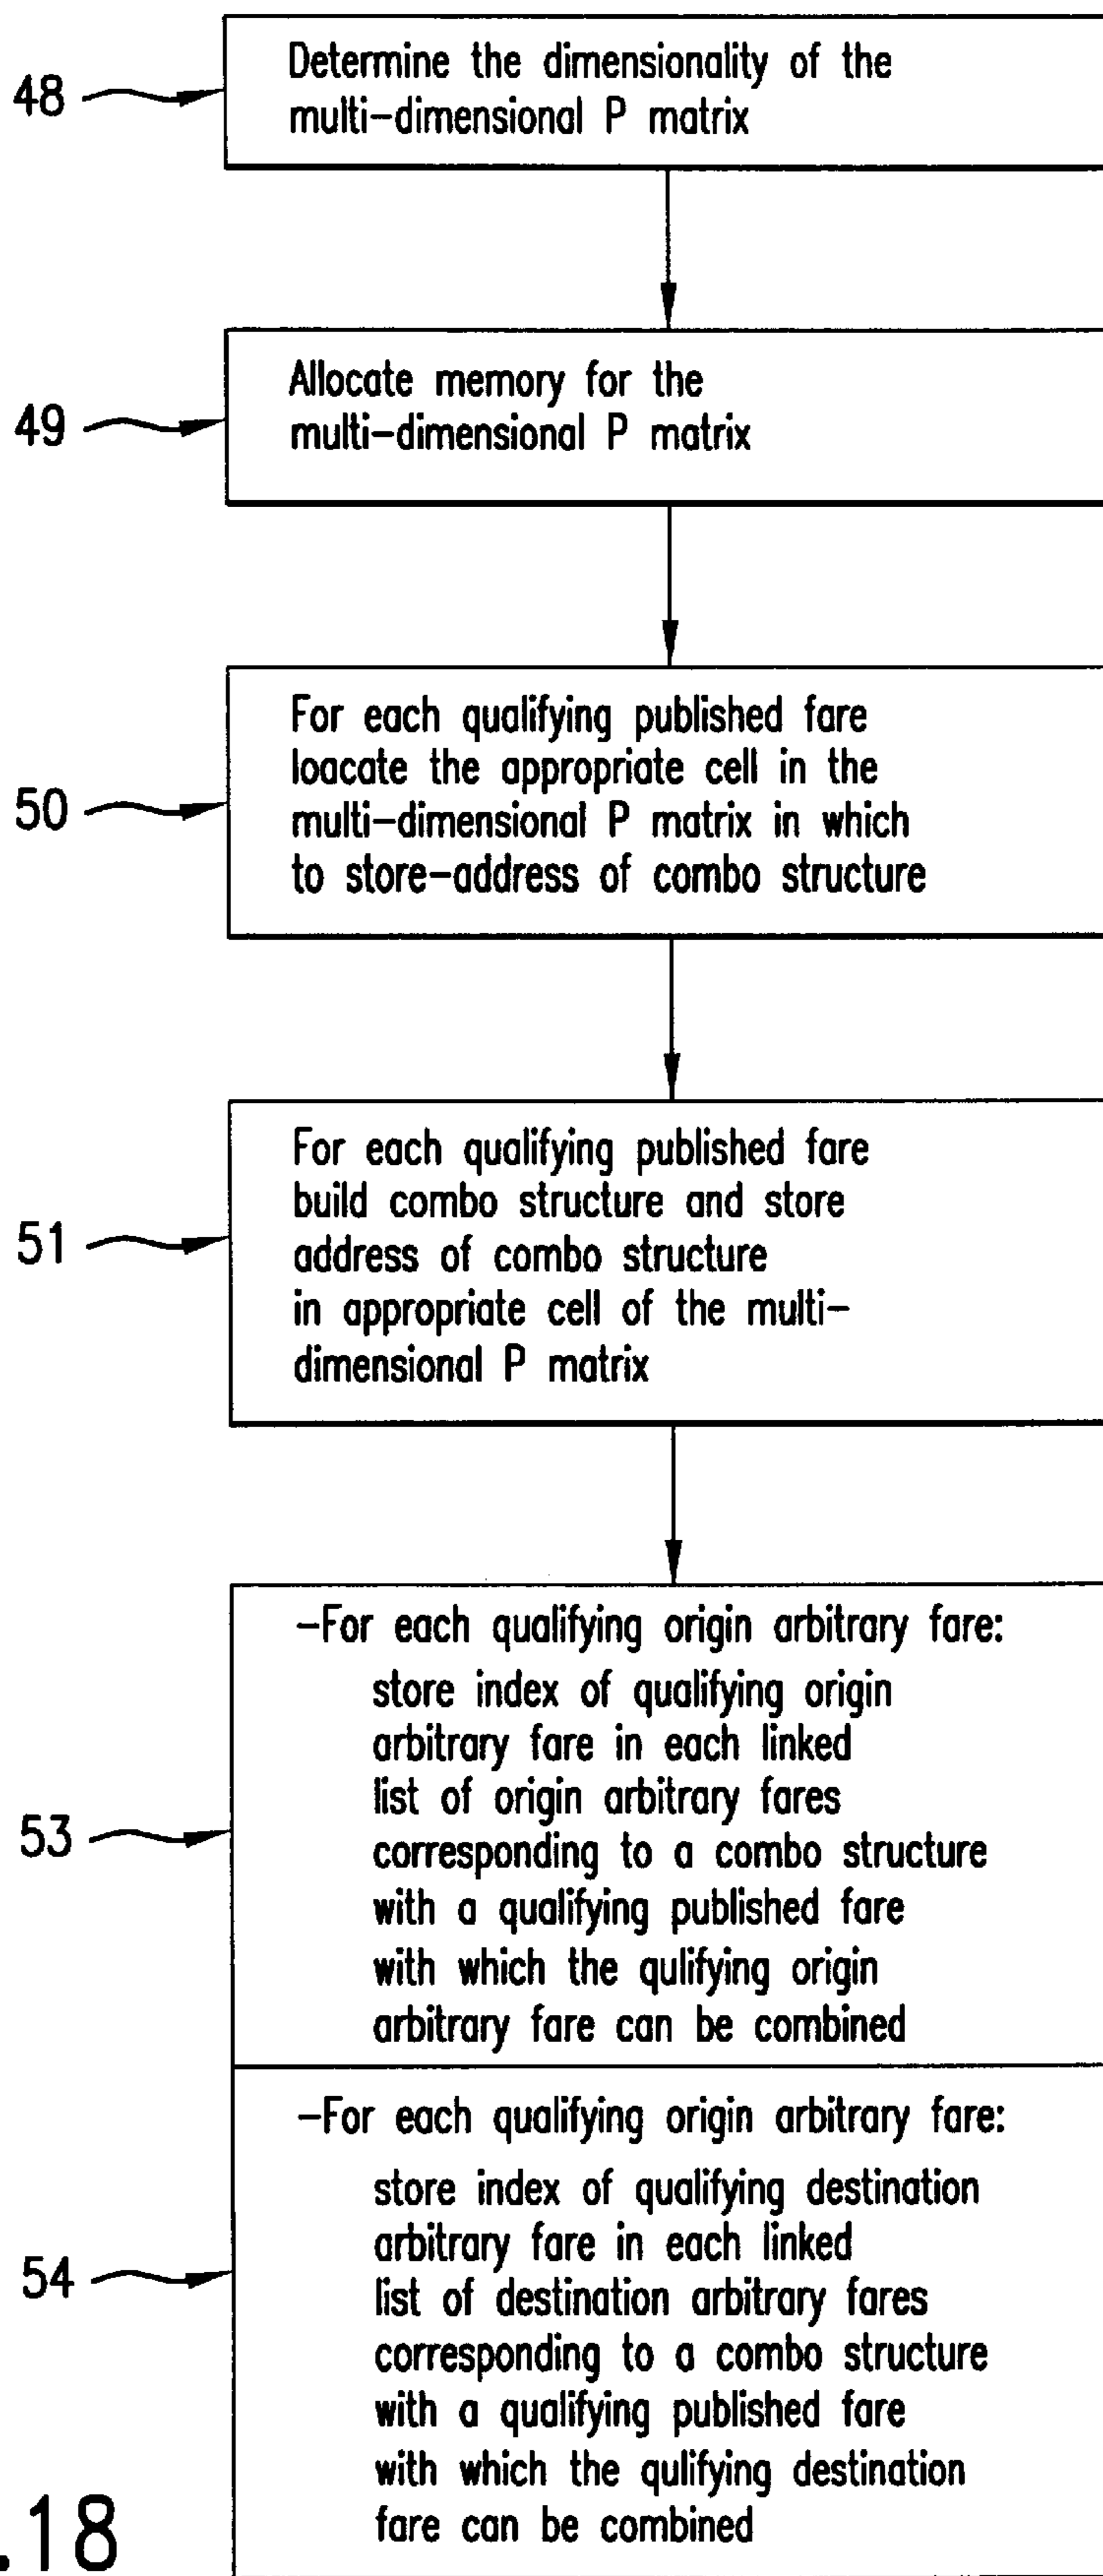 48
Determine the dimensionality of the
multi-dimensional P matrix
49
Allocate memory for the
multi-dimensional P matrix
50
For each qualifying published fare
loacate the appropriate cell in the
multi-dimensional P matrix in which
to store-address of combo structure
51
For each qualifying published fare
build combo structure and store
address of combo structure
in appropriate cell of the multi-
dimensional P matrix
53
-For each qualifying origin arbitrary fare:
store index of qualifying origin
arbitrary fare in each linked
list of origin arbitrary fares
corresponding to a combo structure
with a qualifying published fare
with which the qulifying origin
arbitrary fare can be combined
54
-For each qualifying origin arbitrary fare:
store index of qualifying destination
arbitrary fare in each linked
list of destination arbitrary fares
corresponding to a combo structure
with a qualifying published fare
with which the qulifying destination
fare can be combined
.18